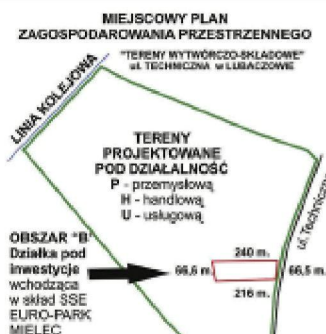 MIEJSCOWY PLAN
ZAGOSPODAROWANIA PRZESTRZENNEGO
"TERENY WYTWÓRCZO-SKŁADOWE"
ul. TECHNICZNA w LUBACZOWIE
LINIA KOLEJOWA
TERENY
PROJEKTOWANE
POD DZIAŁALNOŚĆ
P - przemysłową
H - handlową
U - usługową
ul. Techniczna
OBSZAR "B"
Działka pod
inwestycje
wchodząca
w skład SSE
EURO-PARK
MIELEC
240 m.
66,6 m.
66,5 m.
216 m.